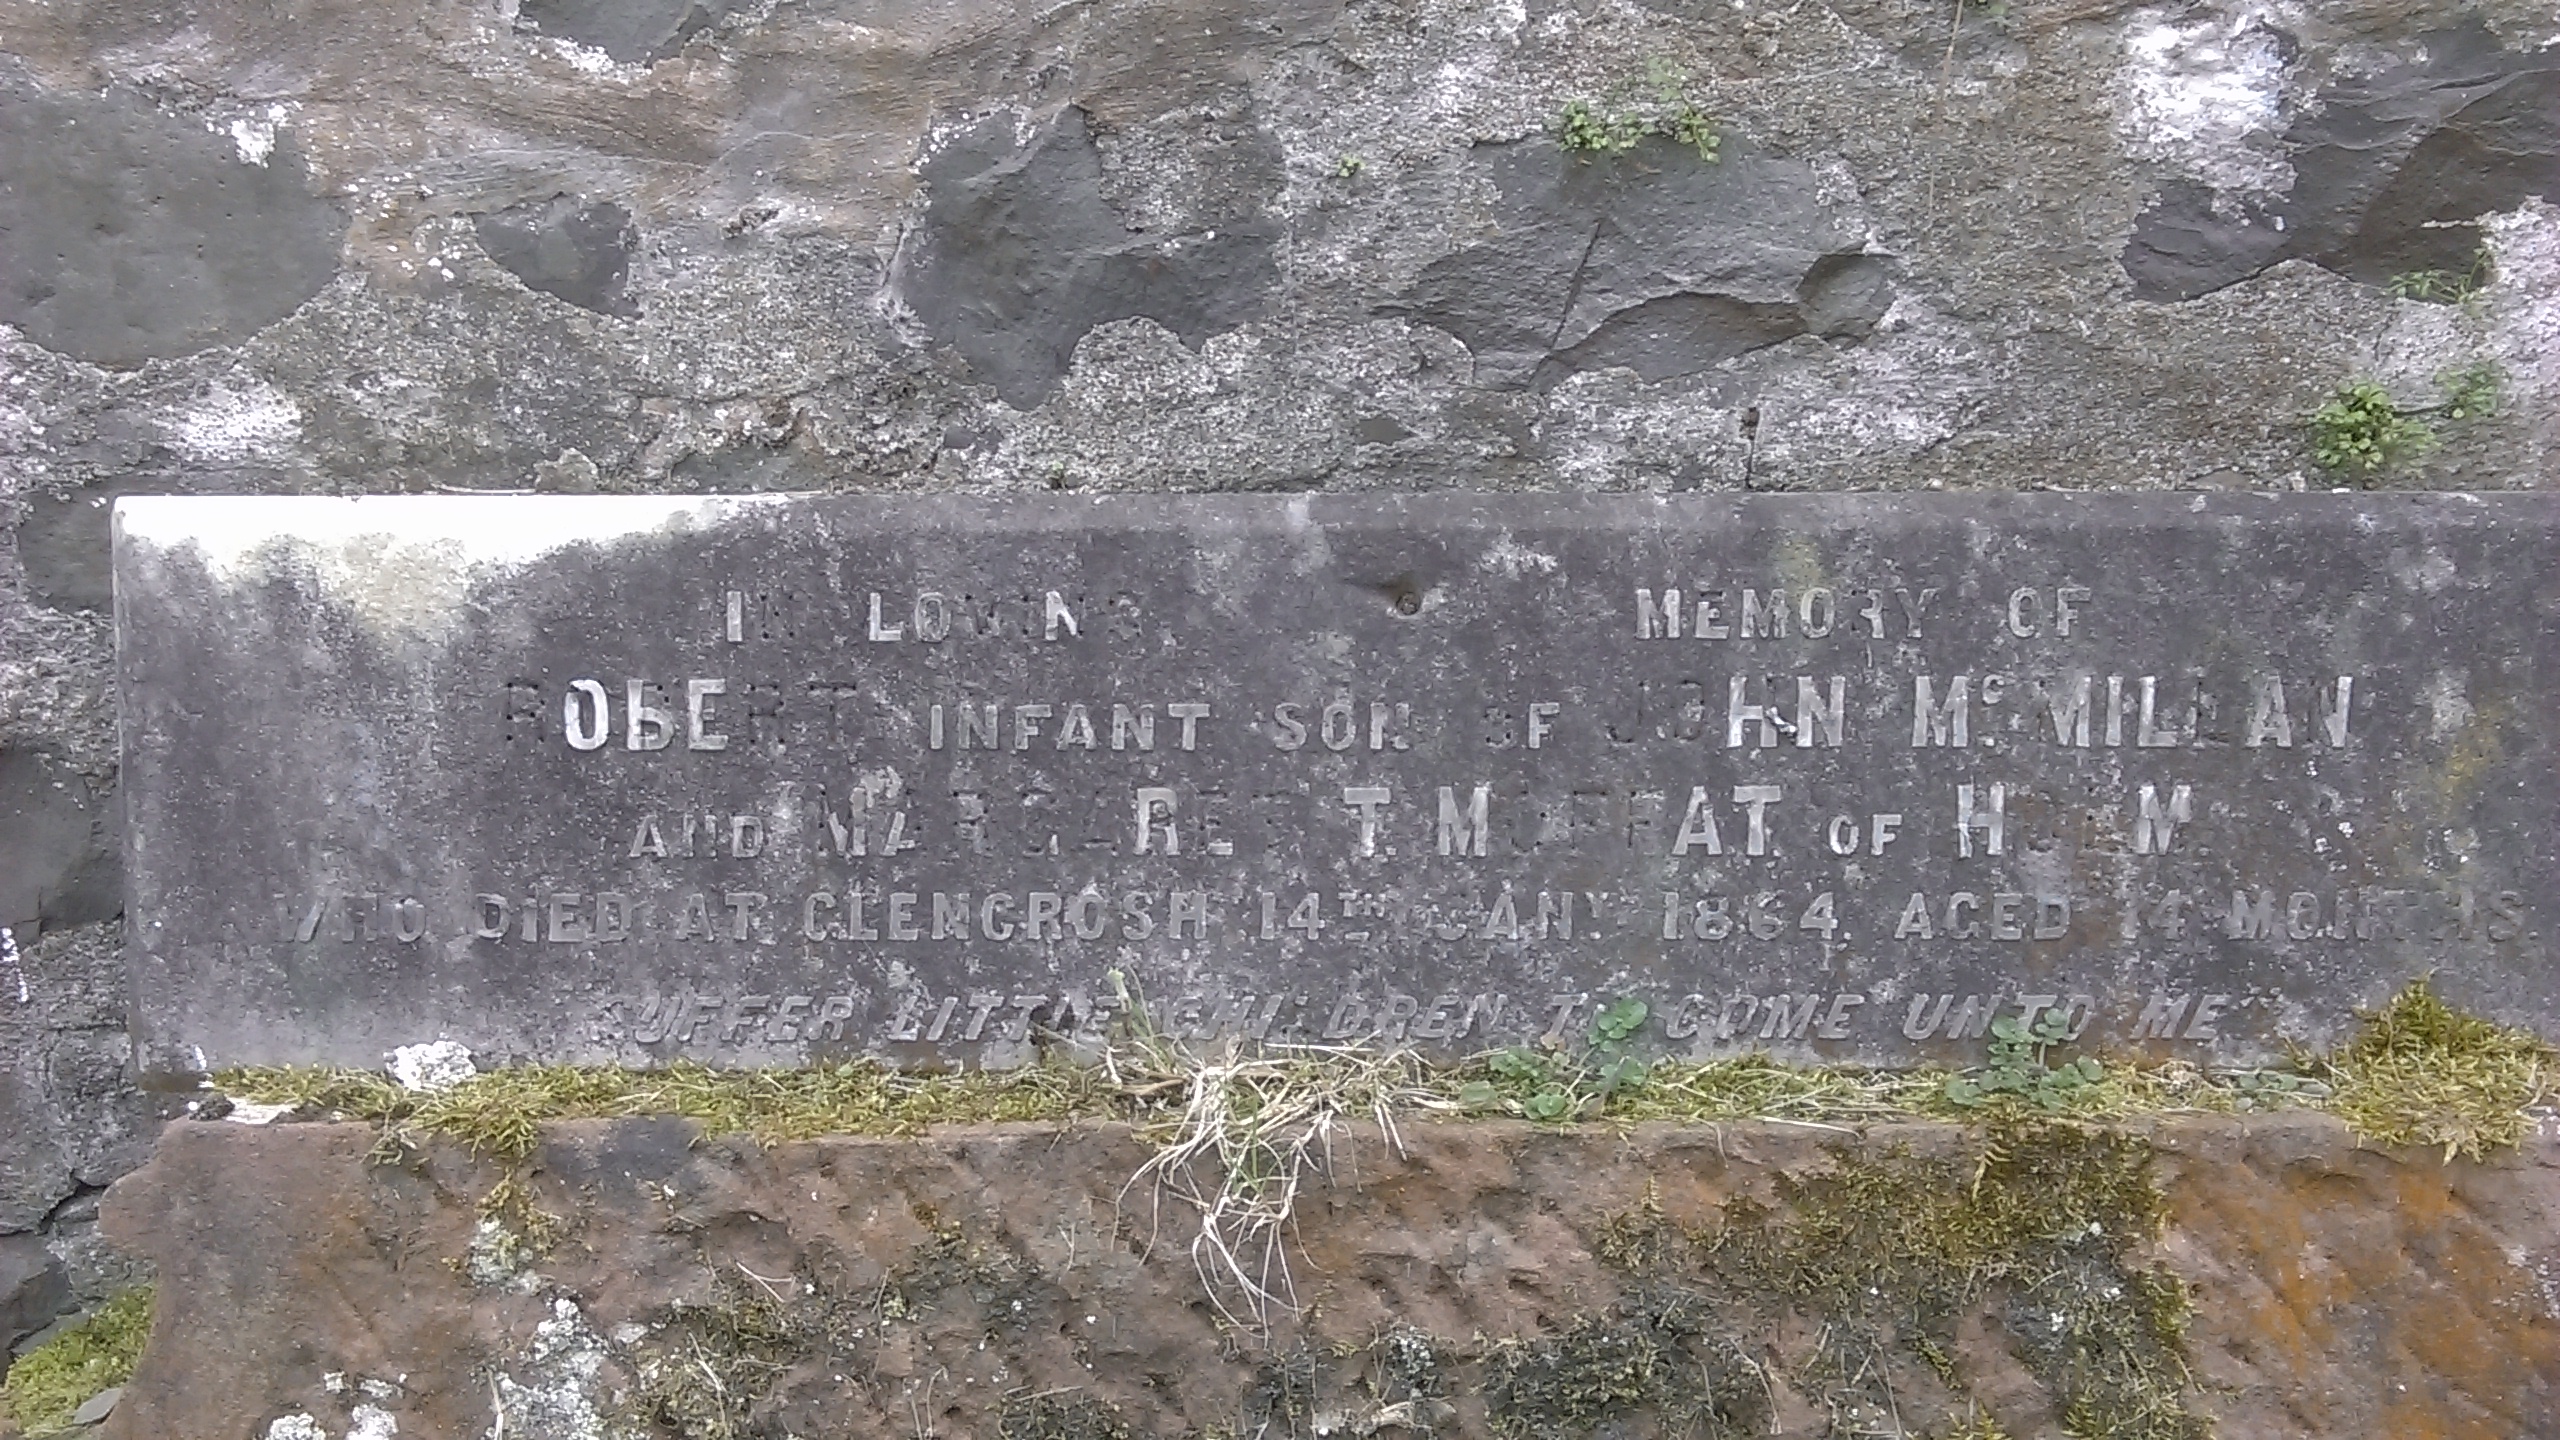 IN LOVING MEMORY OF
ROBERT INFANT SON OF JOHN McMILLAN
AND MARGARET T. MOFFAT OF
WHO DIED AT GLENCROSH 14TH JANY 1864. AGED 14 MONTHS.
"SUFFER LITTLE CHILDREN TO COME UNTO ME"